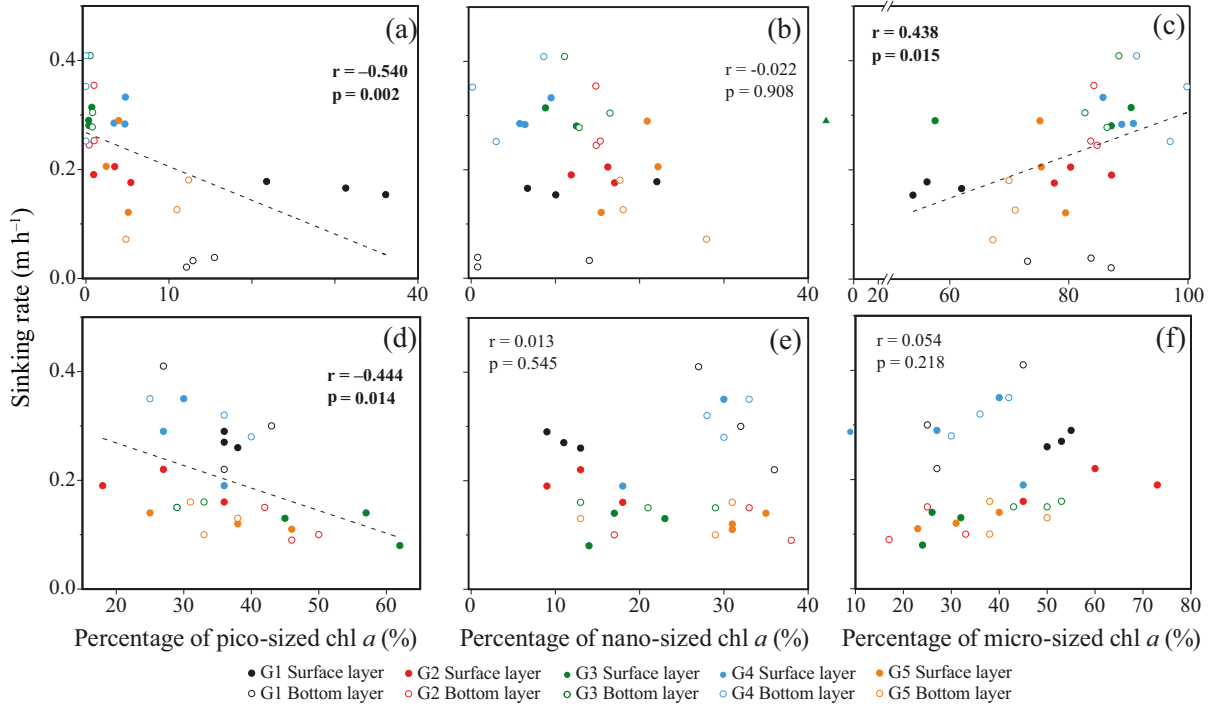 (a)
r = –0.540
p = 0.002
(b)
r = -0.022
p = 0.908
(c)
r = 0.438
p = 0.015
0.4
0.2
0.0
0 10 20 40
0 10 20 30 40
0 20 60 80 100
Sinking rate (m h⁻¹)
(d)
r = –0.444
p = 0.014
(e)
r = 0.013
p = 0.545
(f)
r = 0.054
p = 0.218
0.4
0.2
0.0
20 30 40 50 60
0 10 20 30 40
10 20 30 40 50 60 70 80
Percentage of pico-sized chl a (%)
Percentage of nano-sized chl a (%)
Percentage of micro-sized chl a (%)
G1 Surface layer G2 Surface layer G3 Surface layer G4 Surface layer G5 Surface layer
G1 Bottom layer G2 Bottom layer G3 Bottom layer G4 Bottom layer G5 Bottom layer